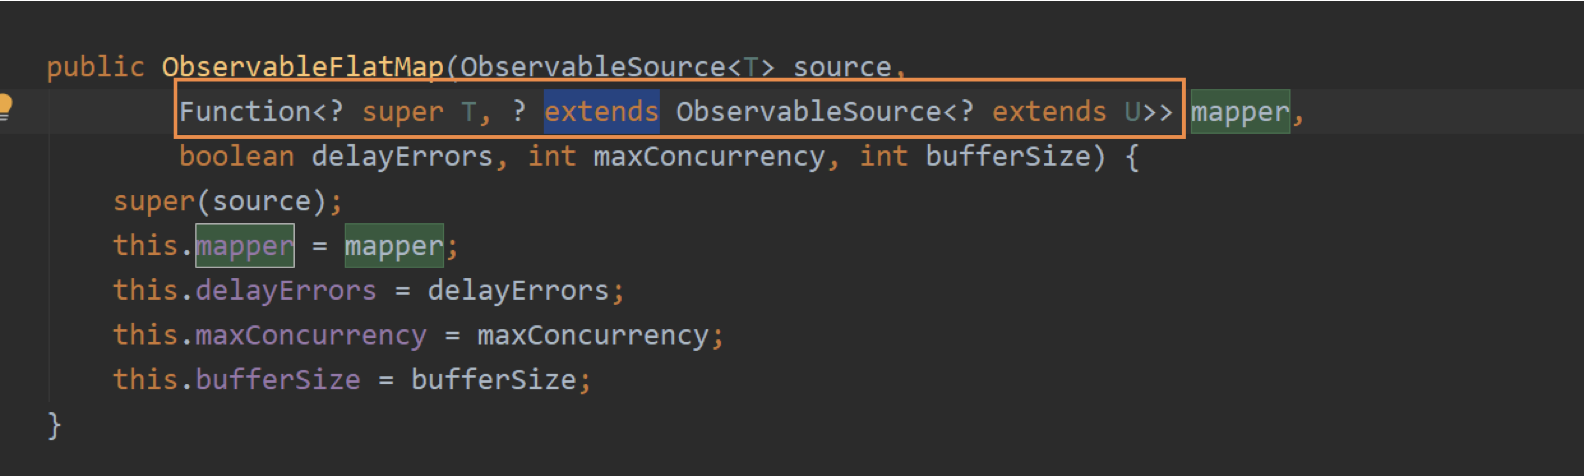 public ObservableFlatMap(ObservableSource<T> source,
Function<? super T, ? extends ObservableSource<? extends U>> mapper,
boolean delayErrors, int maxConcurrency, int bufferSize) {
super(source);
this.mapper = mapper;
this.delayErrors = delayErrors;
this.maxConcurrency = maxConcurrency;
this.bufferSize = bufferSize;
}